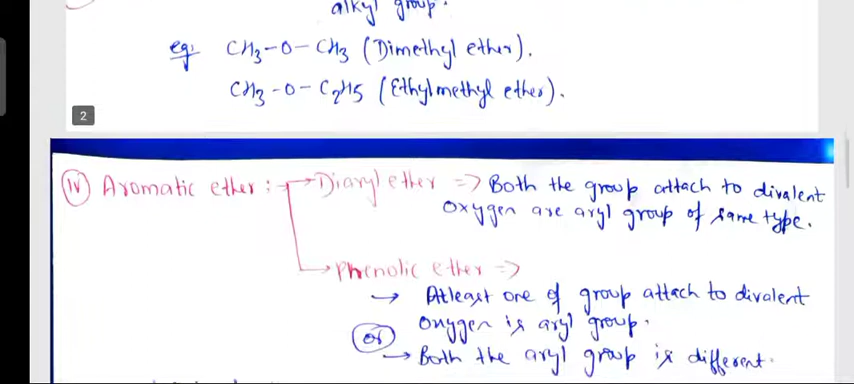 alkyl group.
eg: CH3-O-CH3 (Dimethyl ether).
CH3-O-C2H5 (Ethylmethyl ether).
2
(iv) Aromatic ether :→ Diaryl ether => Both the group attach to divalent
oxygen are aryl group of same type.
→ Phenolic ether =>
→ Atleast one of group attach to divalent
oxygen is aryl group.
(or)
→ Both the aryl group is different.